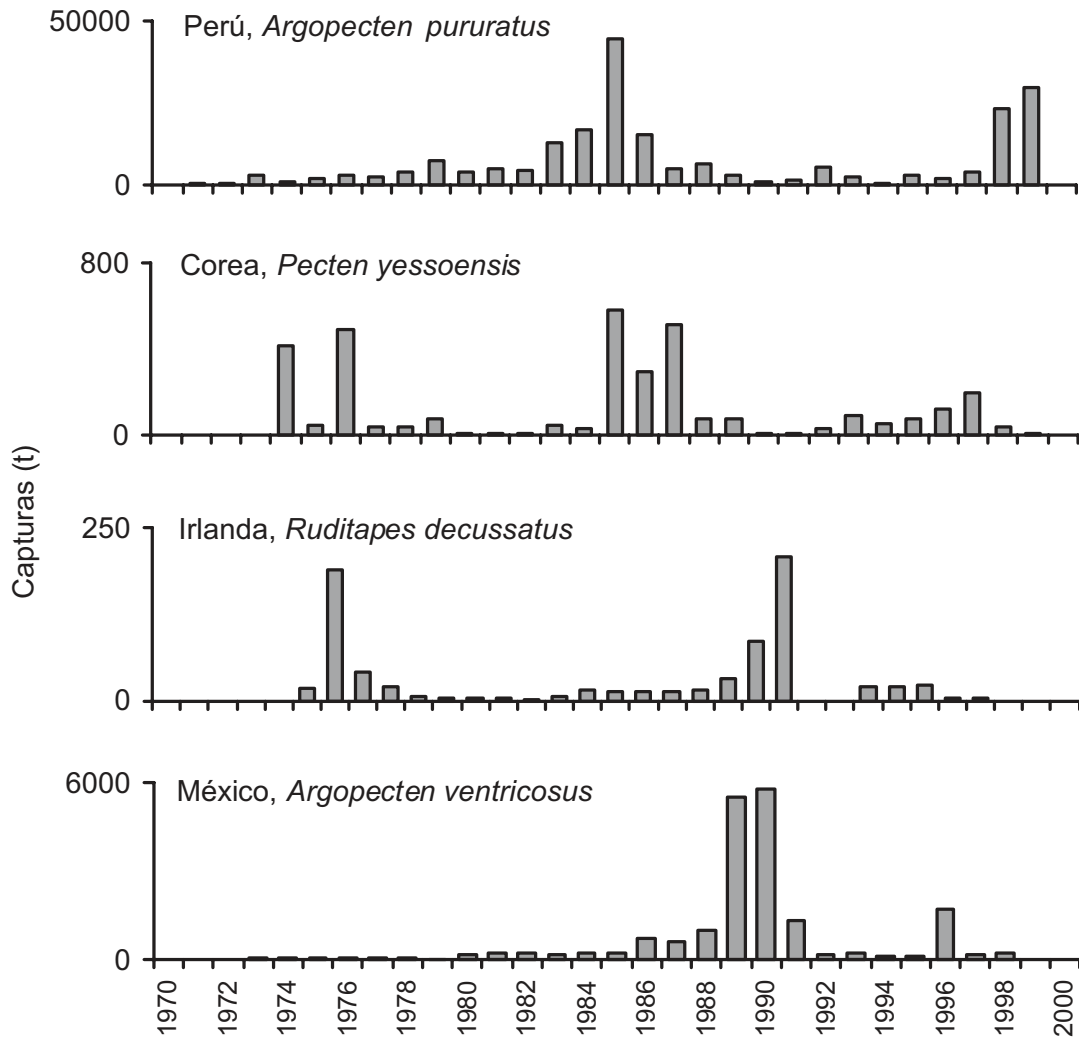 50000
Perú, Argopecten pururatus
0
800
Corea, Pecten yessoensis
0
Capturas (t)
250
Irlanda, Ruditapes decussatus
0
6000
México, Argopecten ventricosus
0
1970 1972 1974 1976 1978 1980 1982 1984 1986 1988 1990 1992 1994 1996 1998 2000